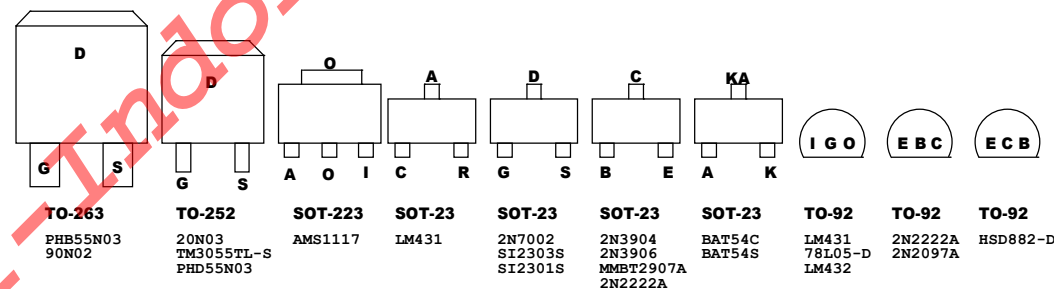 D
G S
TO-263
PHB55N03
90N02
D
G S
TO-252
20N03
TM3055TL-S
PHD55N03
O
A O I
SOT-223
AMS1117
A
C R
SOT-23
LM431
D
G S
SOT-23
2N7002
SI2303S
SI2301S
C
B E
SOT-23
2N3904
2N3906
MMBT2907A
2N2222A
KA
A K
SOT-23
BAT54C
BAT54S
I G O
TO-92
LM431
78L05-D
LM432
E B C
TO-92
2N2222A
2N2097A
E C B
TO-92
HSD882-D
-Indo